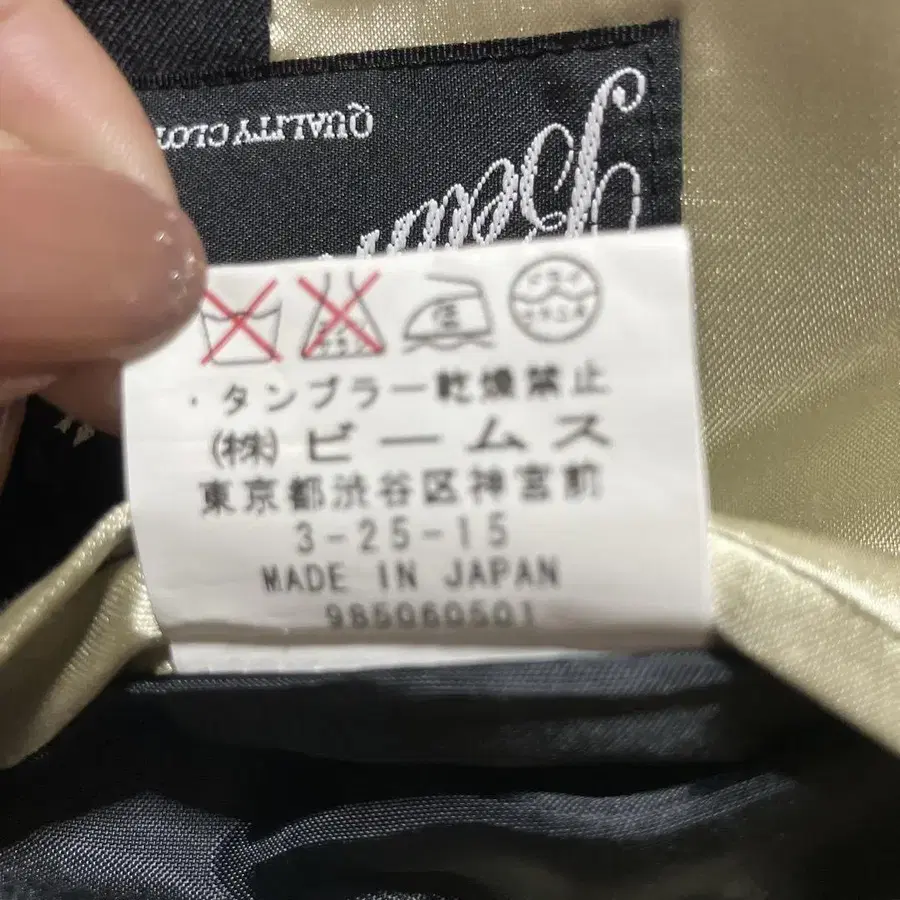 QUALITY CLOT
Beam
・タンブラー乾燥禁止
(株)ビームス
東京都渋谷区神宮前
3-25-15
MADE IN JAPAN
985060501